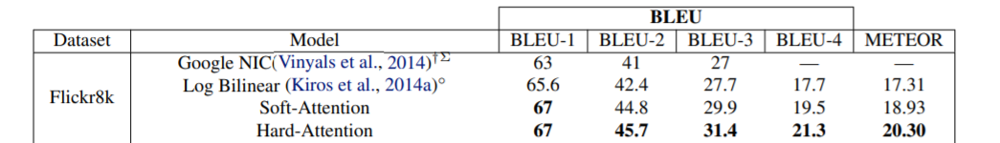 BLEU
Dataset Model BLEU-1 BLEU-2 BLEU-3 BLEU-4 METEOR
Google NIC(Vinyals et al., 2014)†Σ 63 41 27 — —
Log Bilinear (Kiros et al., 2014a)° 65.6 42.4 27.7 17.7 17.31
Flickr8k
Soft-Attention 67 44.8 29.9 19.5 18.93
Hard-Attention 67 45.7 31.4 21.3 20.30